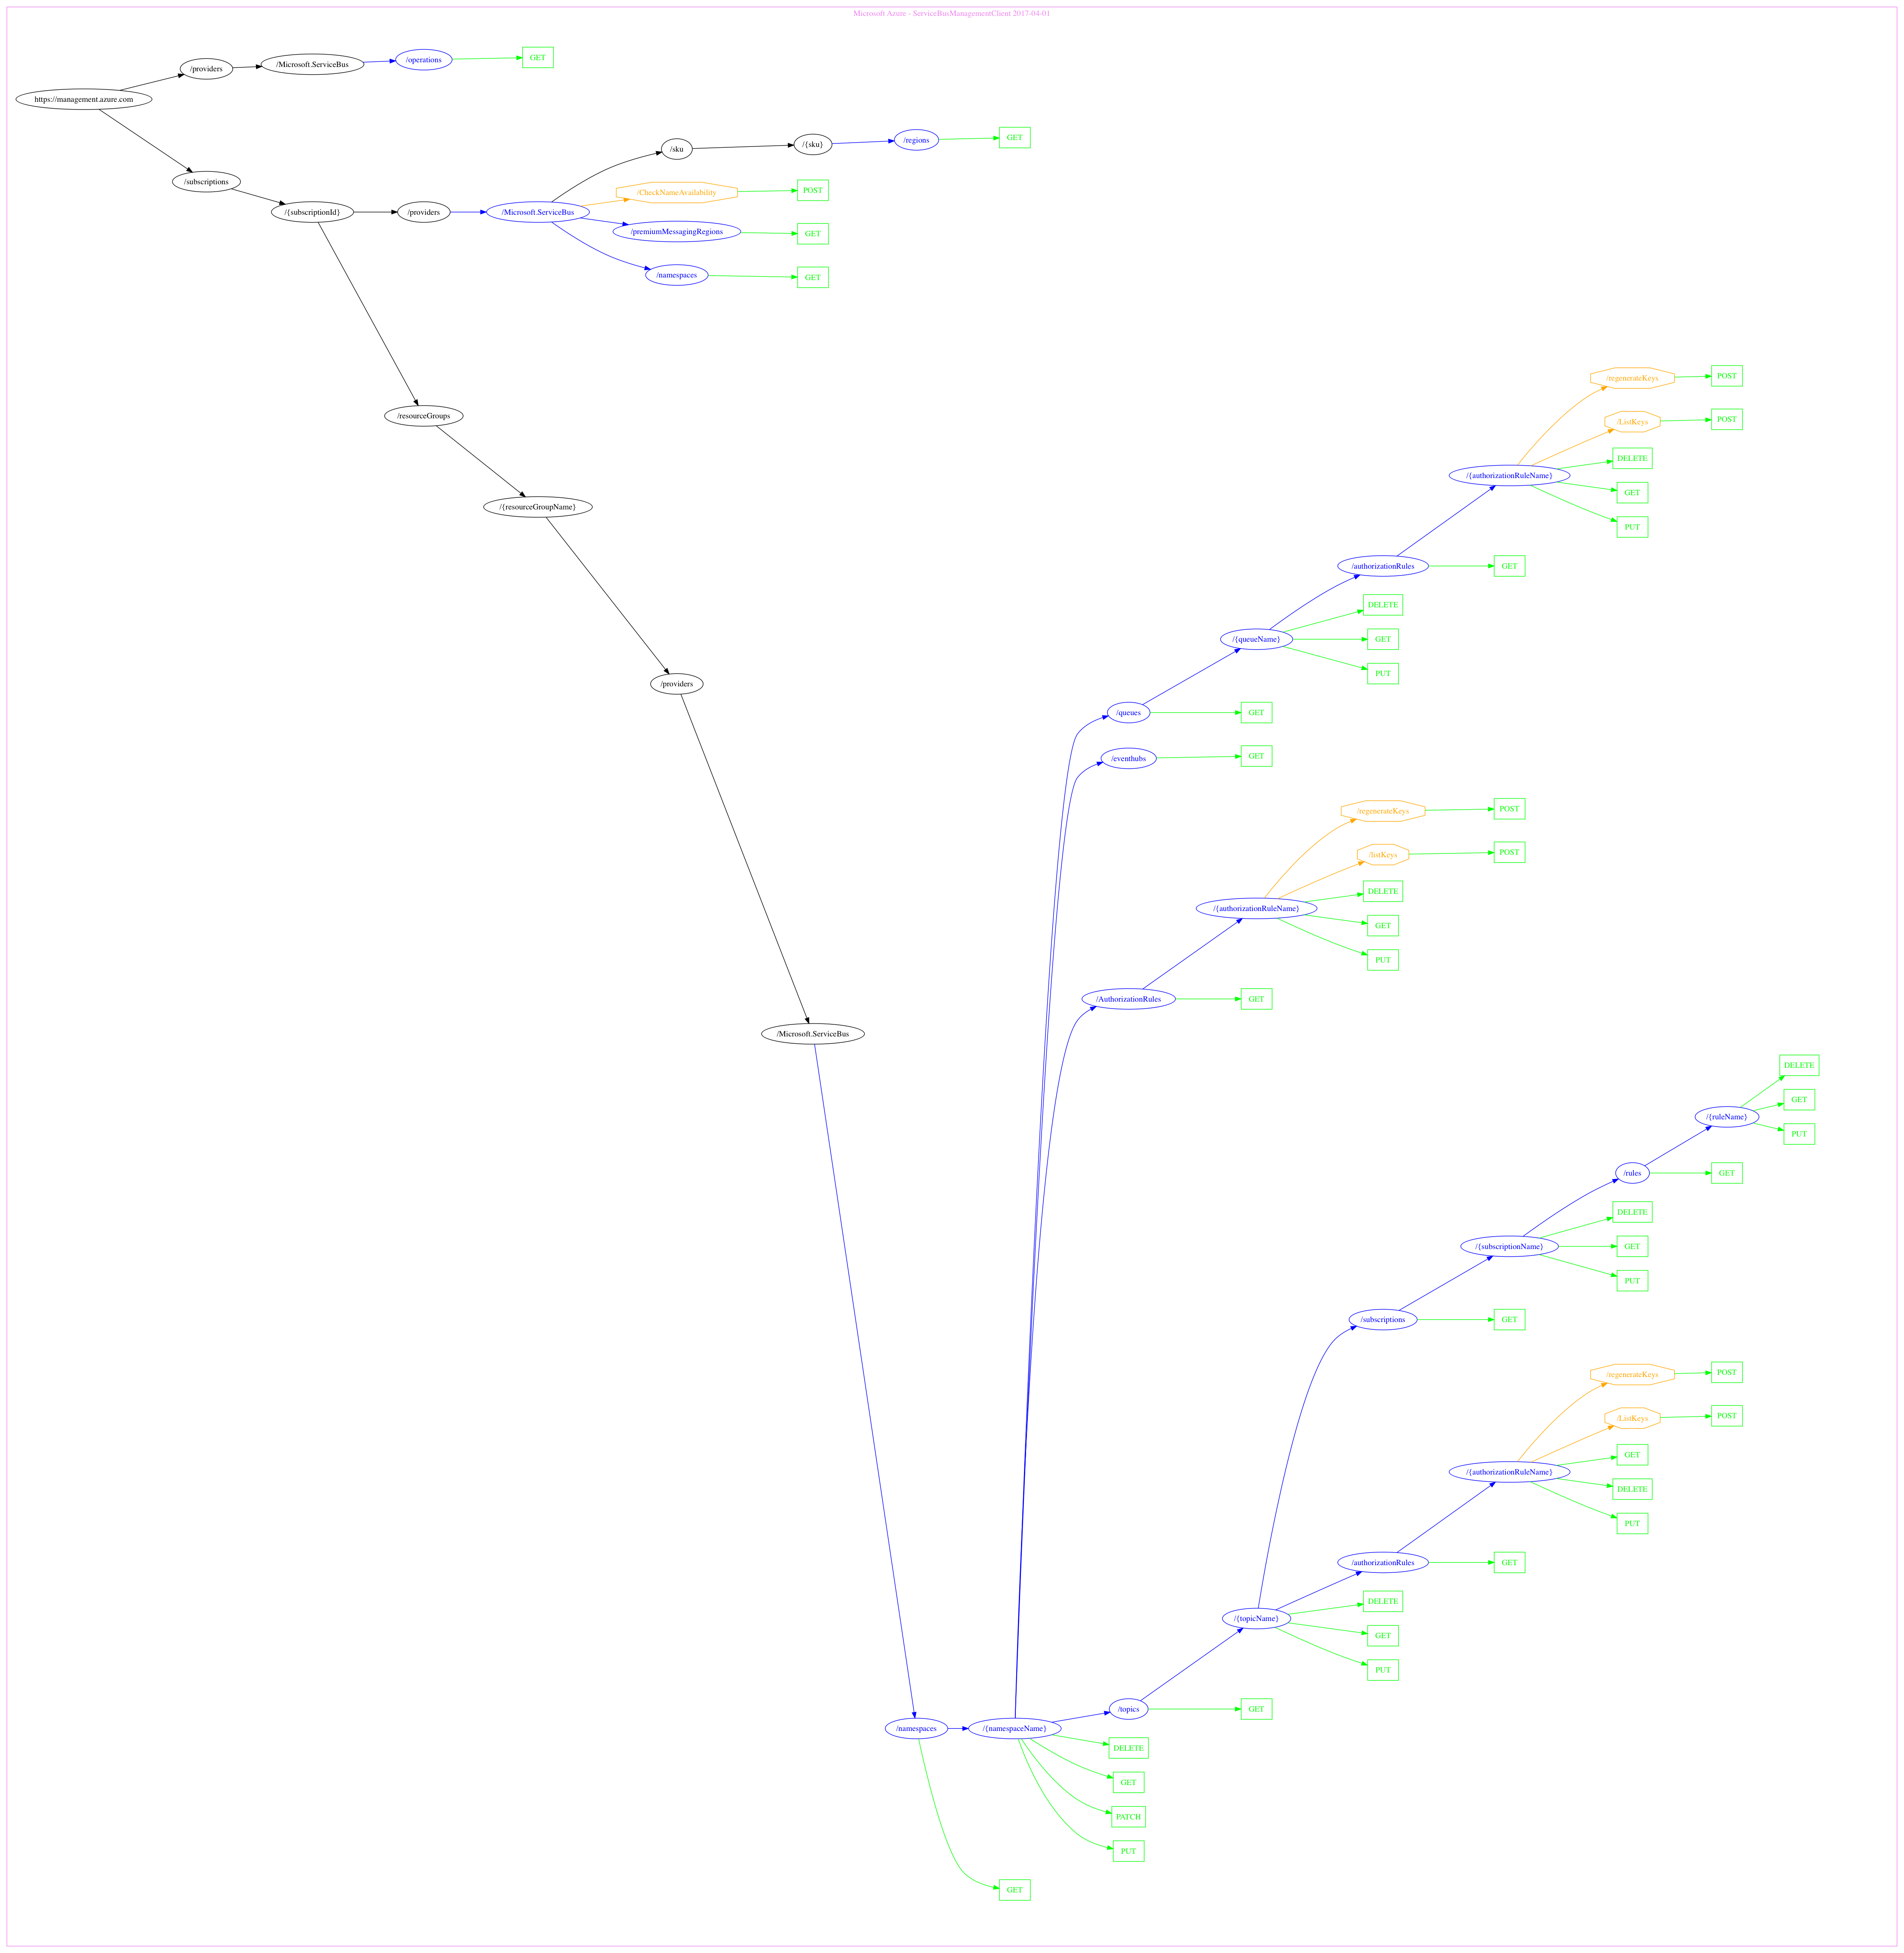 Microsoft Azure - ServiceBusManagementClient 2017-04-01
/operations
GET
/providers
/Microsoft.ServiceBus
https://management.azure.com
/regions
GET
/sku
/{sku}
/subscriptions
/CheckNameAvailability
POST
/{subscriptionId}
/providers
/Microsoft.ServiceBus
/premiumMessagingRegions
GET
/namespaces
GET
/regenerateKeys
POST
/resourceGroups
/ListKeys
POST
DELETE
/{authorizationRuleName}
GET
/{resourceGroupName}
PUT
/authorizationRules
GET
DELETE
/{queueName}
GET
PUT
/providers
/queues
GET
/eventhubs
GET
/regenerateKeys
POST
/listKeys
POST
DELETE
/{authorizationRuleName}
GET
PUT
/AuthorizationRules
GET
/Microsoft.ServiceBus
DELETE
GET
/{ruleName}
PUT
/rules
GET
DELETE
/{subscriptionName}
GET
PUT
/subscriptions
GET
/regenerateKeys
POST
/ListKeys
POST
GET
/{authorizationRuleName}
DELETE
PUT
/authorizationRules
GET
DELETE
/{topicName}
GET
PUT
/topics
GET
/namespaces
/{namespaceName}
DELETE
GET
PATCH
PUT
GET